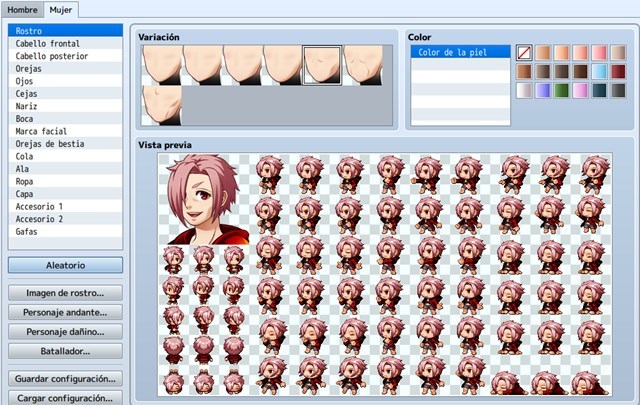 Hombre
Mujer
Rostro
Cabello frontal
Cabello posterior
Orejas
Ojos
Cejas
Nariz
Boca
Marca facial
Orejas de bestia
Cola
Ala
Ropa
Capa
Accesorio 1
Accesorio 2
Gafas
Aleatorio
Imagen de rostro...
Personaje andante...
Personaje dañino...
Batallador...
Guardar configuración...
Cargar configuración...
Variación
Color
Color de la piel
Vista previa